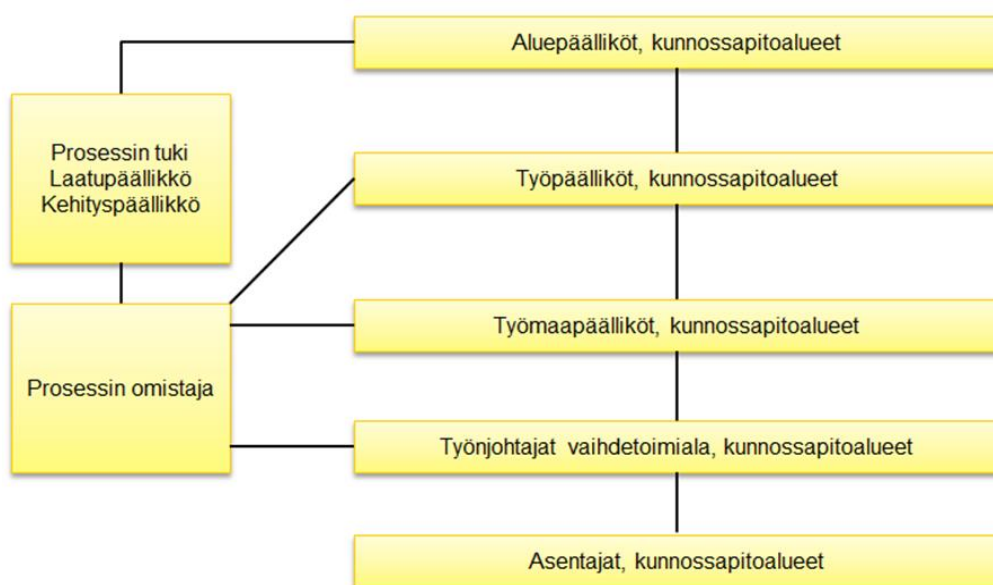 Aluepäälliköt, kunnossapitoalueet
Prosessin tuki
Laatupäällikkö
Kehityspäällikkö
Työpäälliköt, kunnossapitoalueet
Työmaapäälliköt, kunnossapitoalueet
Prosessin omistaja
Työnjohtajat vaihdetoimiala, kunnossapitoalueet
Asentajat, kunnossapitoalueet